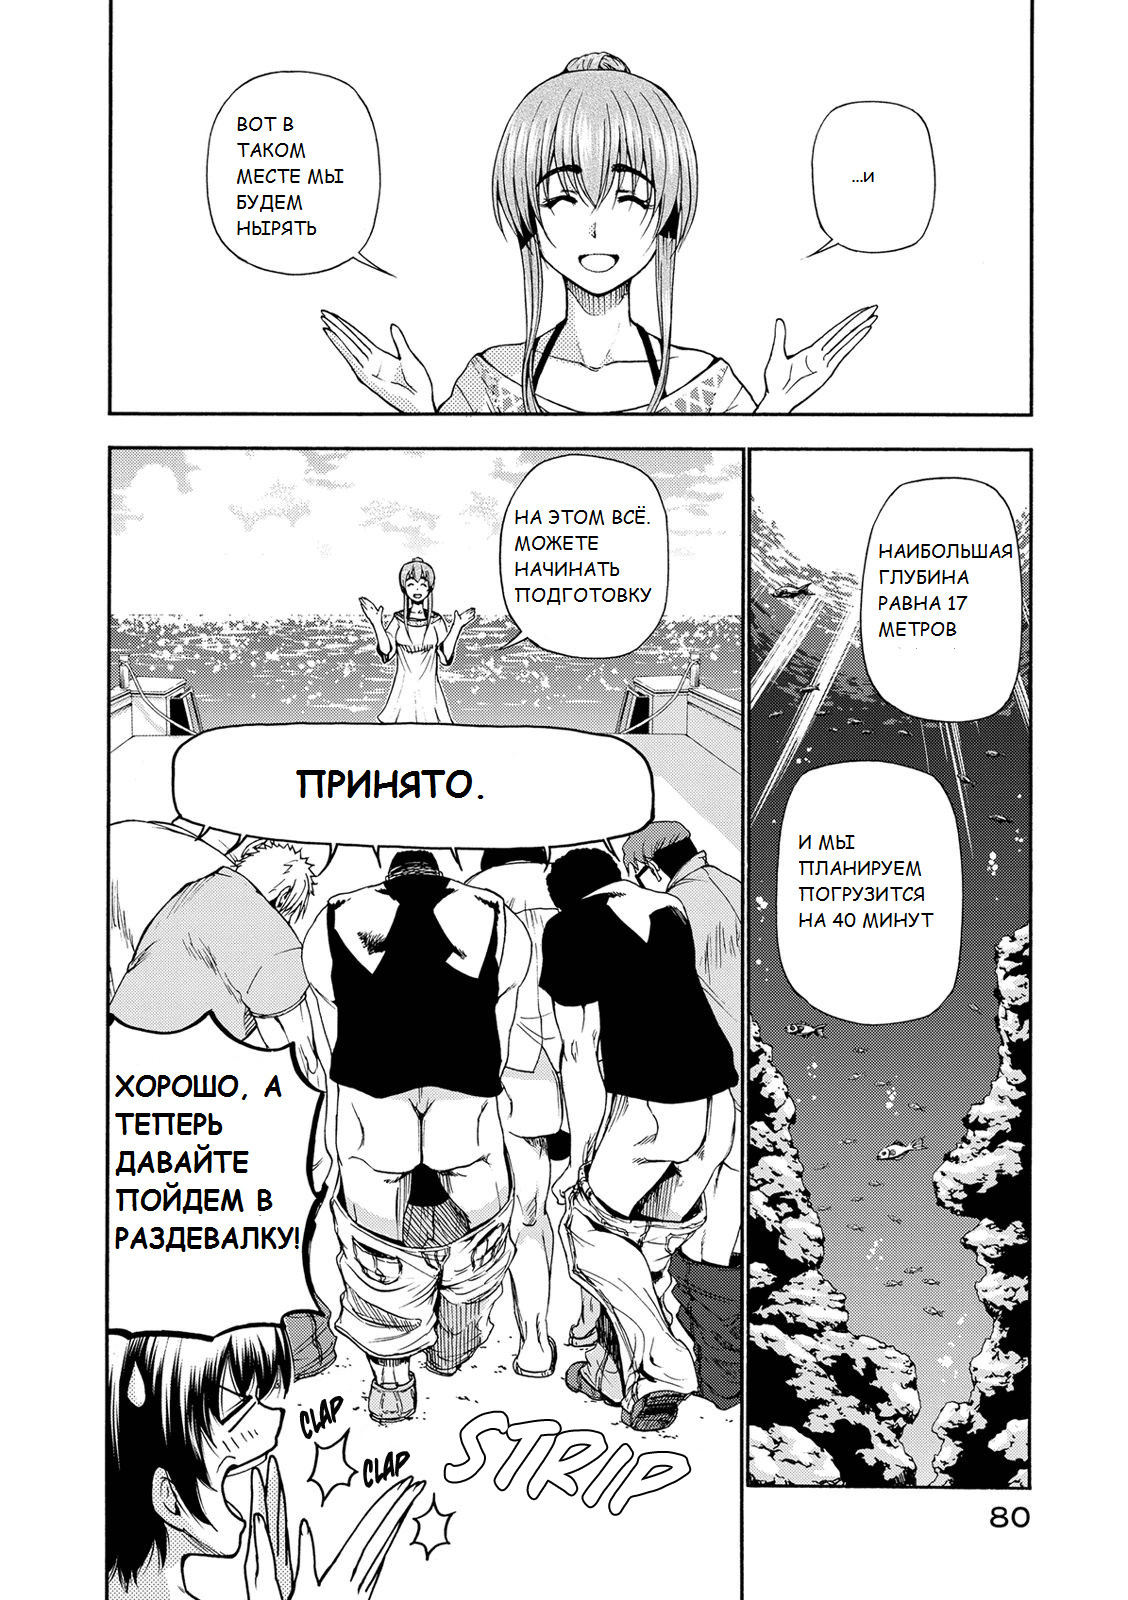 ...И
ВОТ В
ТАКОМ
МЕСТЕ МЫ
БУДЕМ
НЫРЯТЬ
НАИБОЛЬШАЯ
ГЛУБИНА
РАВНА 17
МЕТРОВ
И МЫ
ПЛАНИРУЕМ
ПОГРУЗИТСЯ
НА 40 МИНУТ
НА ЭТОМ ВСЁ.
МОЖЕТЕ
НАЧИНАТЬ
ПОДГОТОВКУ
ПРИНЯТО.
ХОРОШО, А
ТЕПЕРЬ
ДАВАЙТЕ
ПОЙДЕМ В
РАЗДЕВАЛКУ!
CLAP
CLAP
STRIP
80